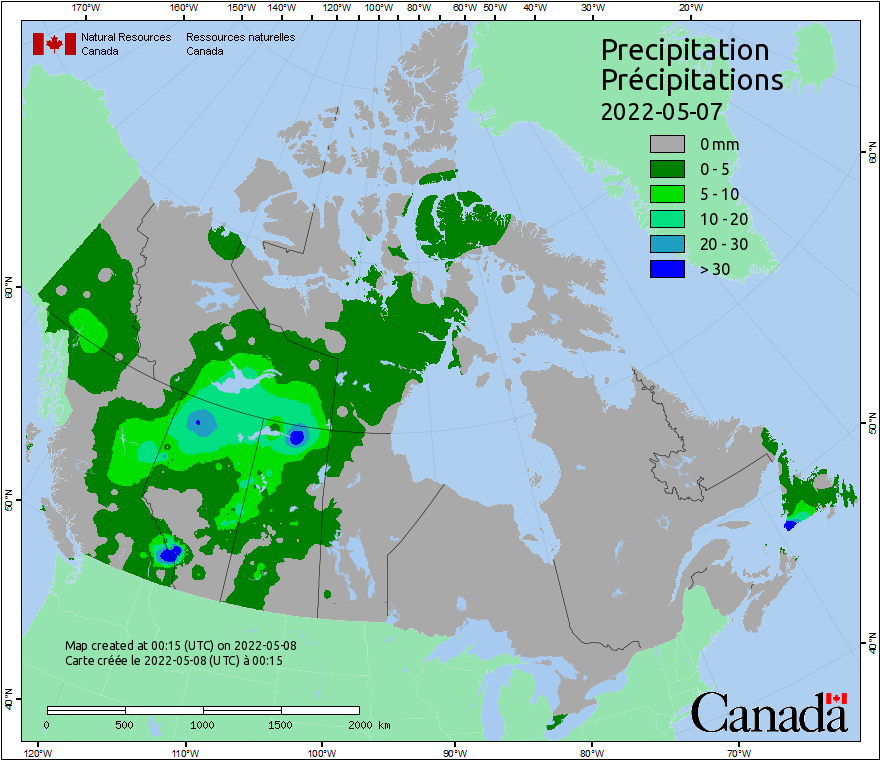 170°W 160°W 150°W 140°W 120°W 100°W 80°W 60°W 50°W 40°W 30°W 20°W
Natural Resources Canada
Ressources naturelles Canada
Precipitation
Précipitations
2022-05-07
0 mm
0 - 5
5 - 10
10 - 20
20 - 30
> 30
60°N
60°N
50°N
50°N
40°N
40°N
Map created at 00:15 (UTC) on 2022-05-08
Carte créée le 2022-05-08 (UTC) à 00:15
0 500 1000 1500 2000 km
Canada
120°W 110°W 100°W 90°W 80°W 70°W